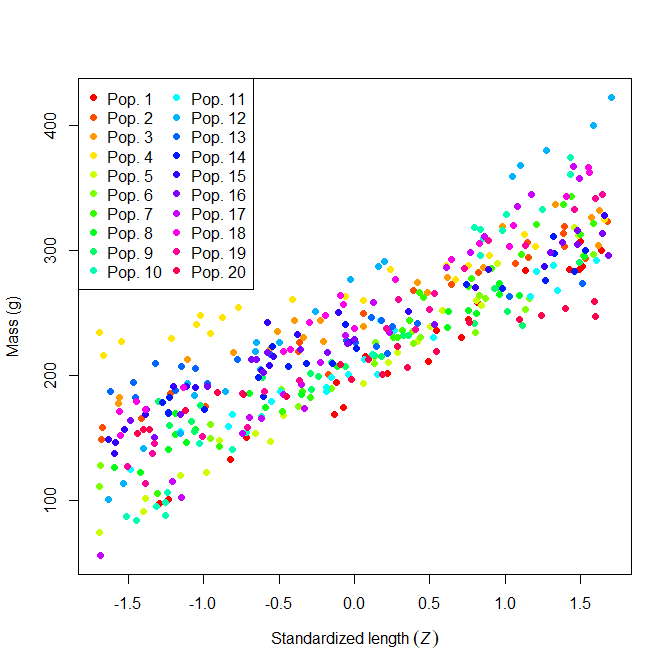 Pop. 1 Pop. 11
Pop. 2 Pop. 12
Pop. 3 Pop. 13
Pop. 4 Pop. 14
Pop. 5 Pop. 15
Pop. 6 Pop. 16
Pop. 7 Pop. 17
Pop. 8 Pop. 18
Pop. 9 Pop. 19
Pop. 10 Pop. 20
400
300
200
100
Mass (g)
-1.5 -1.0 -0.5 0.0 0.5 1.0 1.5
Standardized length (Z)